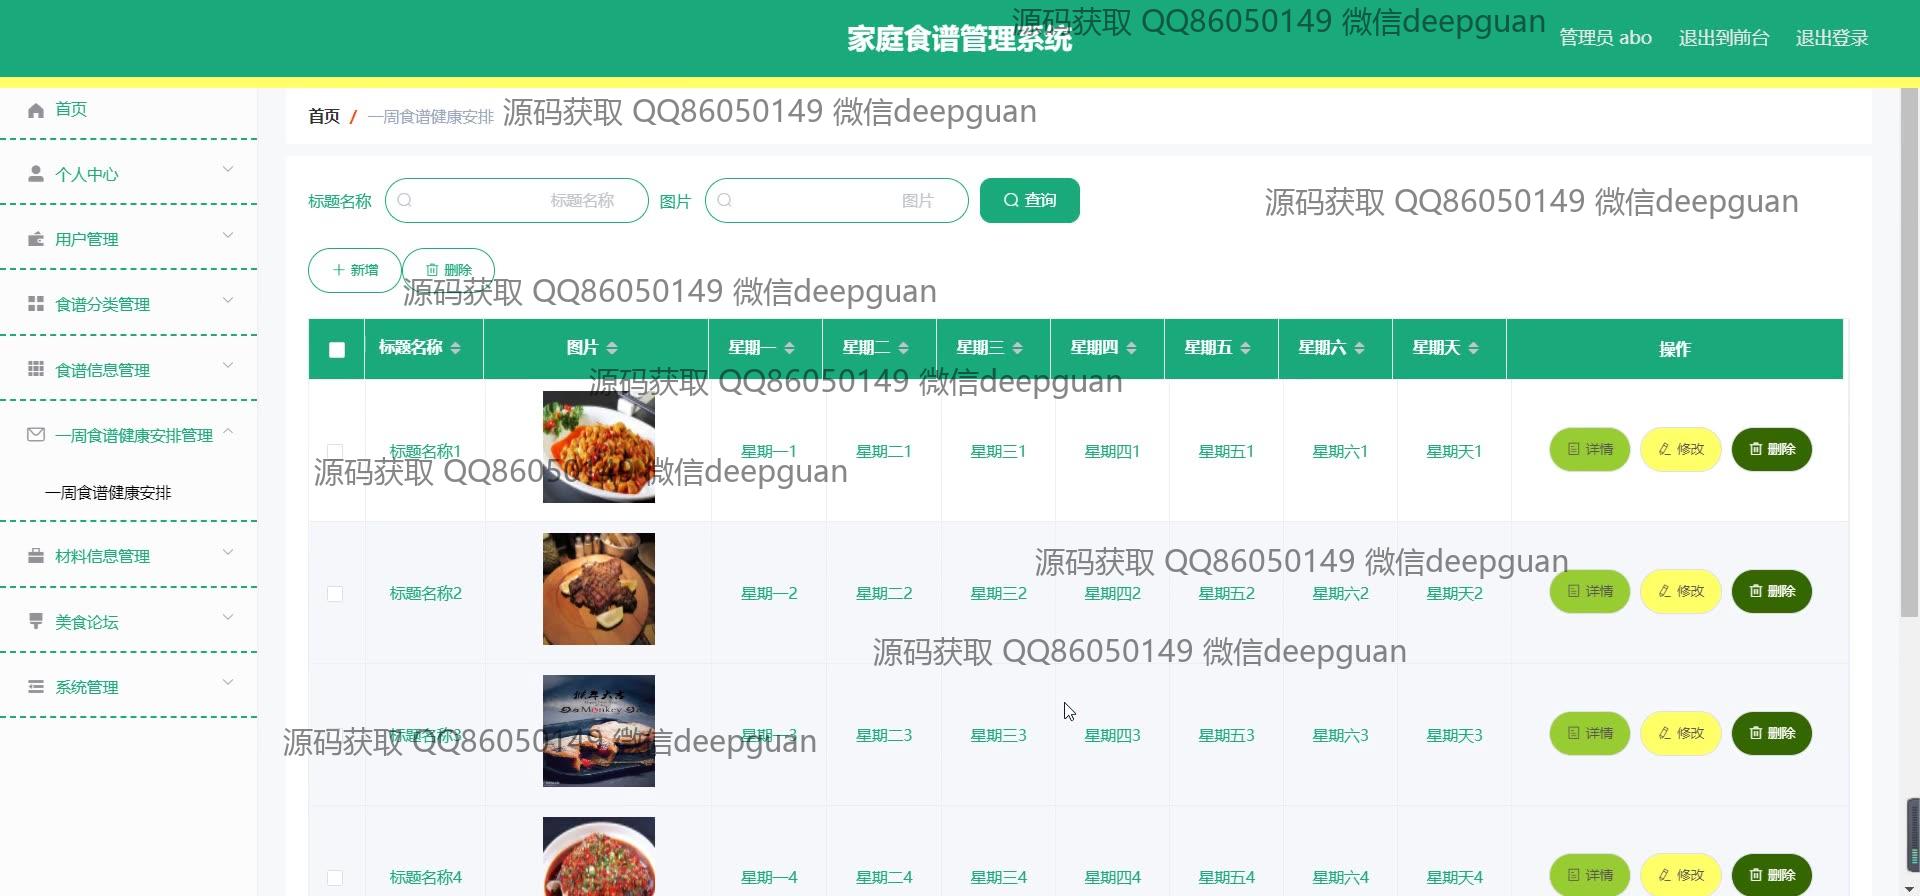 家庭食谱管理系统
源码获取 QQ86050149 微信deepguan
管理员 abo
退出到前台
退出登录
首页
个人中心
用户管理
食谱分类管理
食谱信息管理
一周食谱健康安排管理
一周食谱健康安排
材料信息管理
美食论坛
系统管理
首页 / 一周食谱健康安排
源码获取 QQ86050149 微信deepguan
标题名称 标题名称 图片 图片 查询
源码获取 QQ86050149 微信deepguan
新增 删除
源码获取 QQ86050149 微信deepguan
标题名称 图片 星期一 星期二 星期三 星期四 星期五 星期六 星期天 操作
源码获取 QQ86050149 微信deepguan
标题名称1 星期一1 星期二1 星期三1 星期四1 星期五1 星期六1 星期天1 详情 修改 删除
源码获取 QQ86050149 微信deepguan
源码获取 QQ86050149 微信deepguan
标题名称2 星期一2 星期二2 星期三2 星期四2 星期五2 星期六2 星期天2 详情 修改 删除
源码获取 QQ86050149 微信deepguan
猴年大吉
Monkey
标题名称3 星期一3 星期二3 星期三3 星期四3 星期五3 星期六3 星期天3 详情 修改 删除
源码获取 QQ86050149 微信deepguan
标题名称4 星期一4 星期二4 星期三4 星期四4 星期五4 星期六4 星期天4 详情 修改 删除